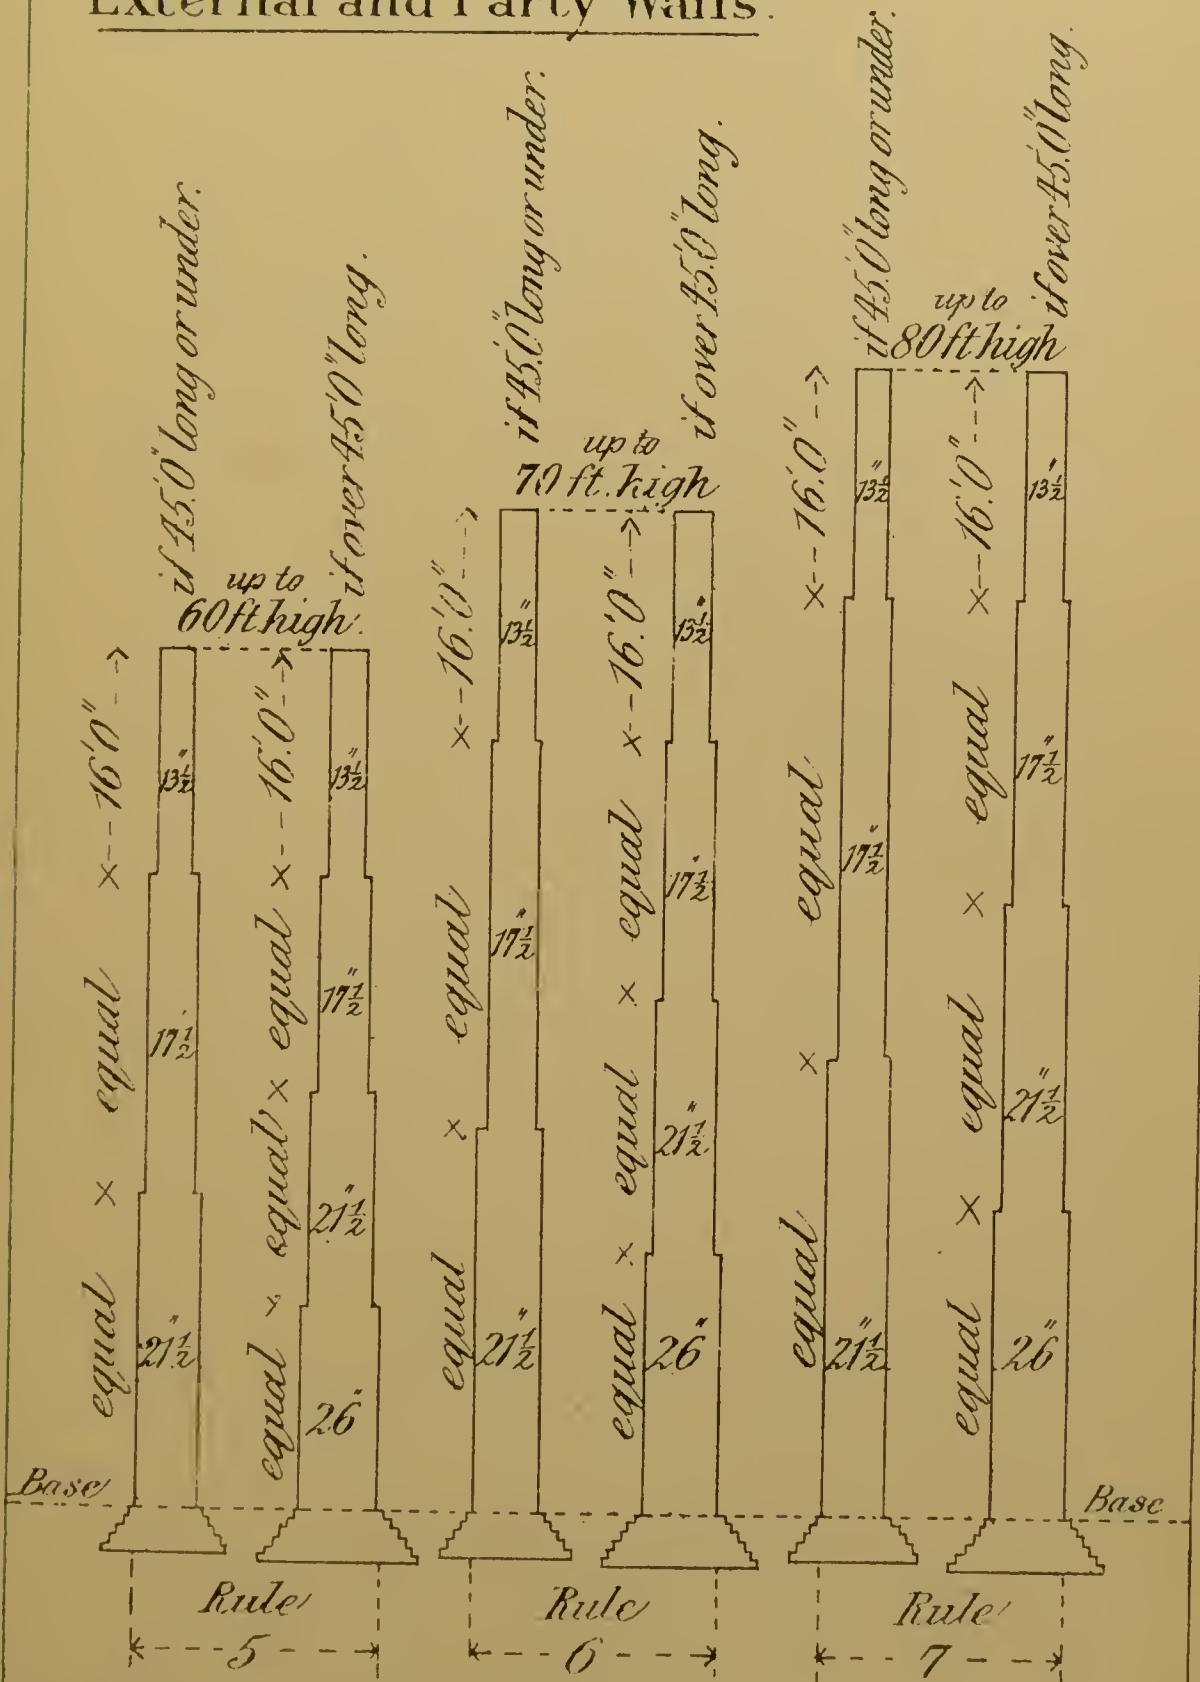 External and Party Walls.
if 45'.0" long or under.
if over 45'.0" long.
up to
60 ft high.
16'.0"
13½"
equal
17½
equal
21½"
16'.0"
13½"
equal
17½"
equal
21½"
equal
26"
Rule
5
if 45'.0" long or under.
if over 45'.0" long.
up to
70 ft. high
16'.0"
13½"
equal
17½"
equal
21½"
16'.0"
13½"
equal
17½"
equal
21½"
equal
26"
Rule
6
if 45'.0" long or under.
if over 45'.0" long.
up to
80 ft high
16'.0"
13½"
equal
17½"
equal
21½"
16'.0"
13½"
equal
17½"
equal
21½"
equal
26"
Rule
7
Base
Base